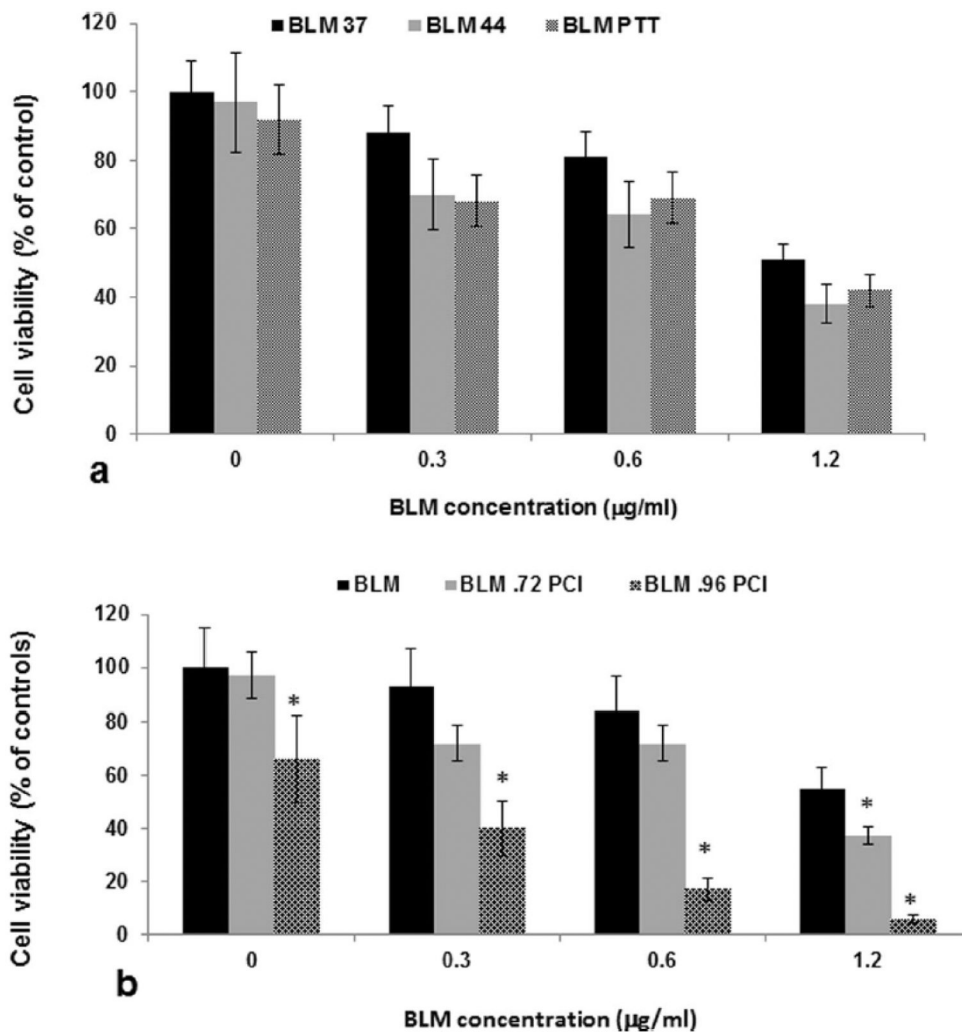 BLM 37 BLM 44 BLM PTT
Cell viability (% of control)
120
100
80
60
40
20
0
0 0.3 0.6 1.2
a
BLM concentration (µg/ml)
BLM BLM .72 PCI BLM .96 PCI
Cell viability (% of controls)
120
100
80
60
40
20
0
*
*
*
*
*
0 0.3 0.6 1.2
b
BLM concentration (µg/ml)